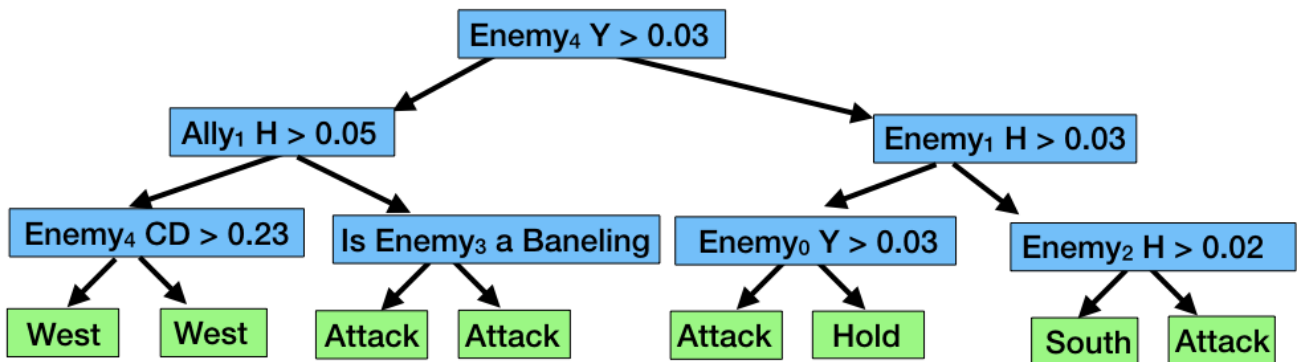 Enemy₄ Y > 0.03
Ally₁ H > 0.05
Enemy₁ H > 0.03
Enemy₄ CD > 0.23
Is Enemy₃ a Baneling
Enemy₀ Y > 0.03
Enemy₂ H > 0.02
West
West
Attack
Attack
Attack
Hold
South
Attack